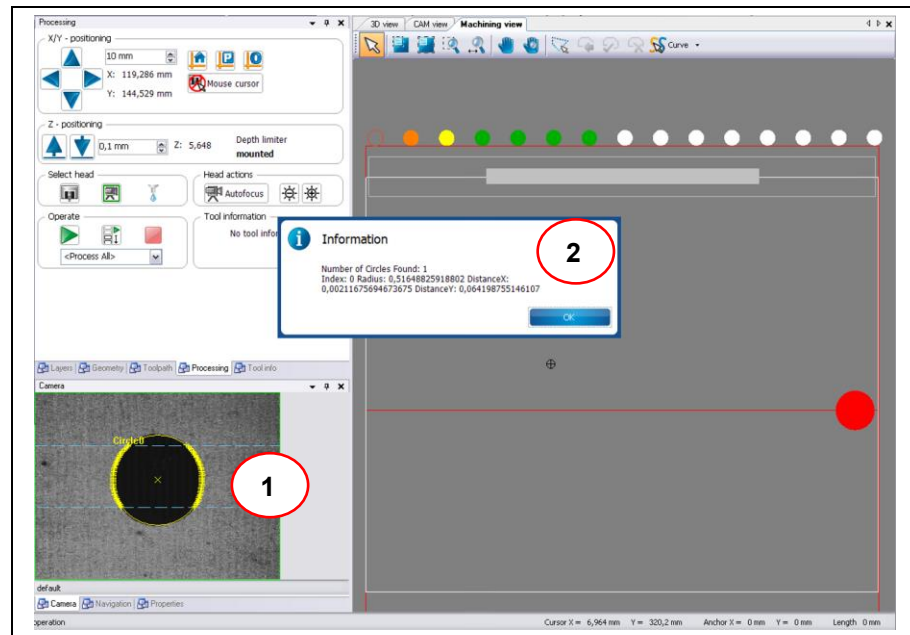 Processing
X/Y - positioning
10 mm
X: 119,286 mm
Y: 144,529 mm
Mouse cursor
Z - positioning
0,1 mm
Z: 5,648
Depth limiter
mounted
Select head
Head actions
Autofocus
Operate
<Process All>
Tool information
No tool infor
Layers
Geometry
Toolpath
Processing
Tool info
Camera
Circle0
1
default
Camera
Navigation
Properties
operation
3D view
CAM view
Machining view
Curve
Information
Number of Circles Found: 1
Index: 0 Radius: 0,51648825918802 DistanceX:
0,00211675694673675 DistanceY: 0,064198755146107
OK
2
Cursor X = 6,964 mm Y = 320,2 mm Anchor X = 0 mm Y = 0 mm Length 0 mm